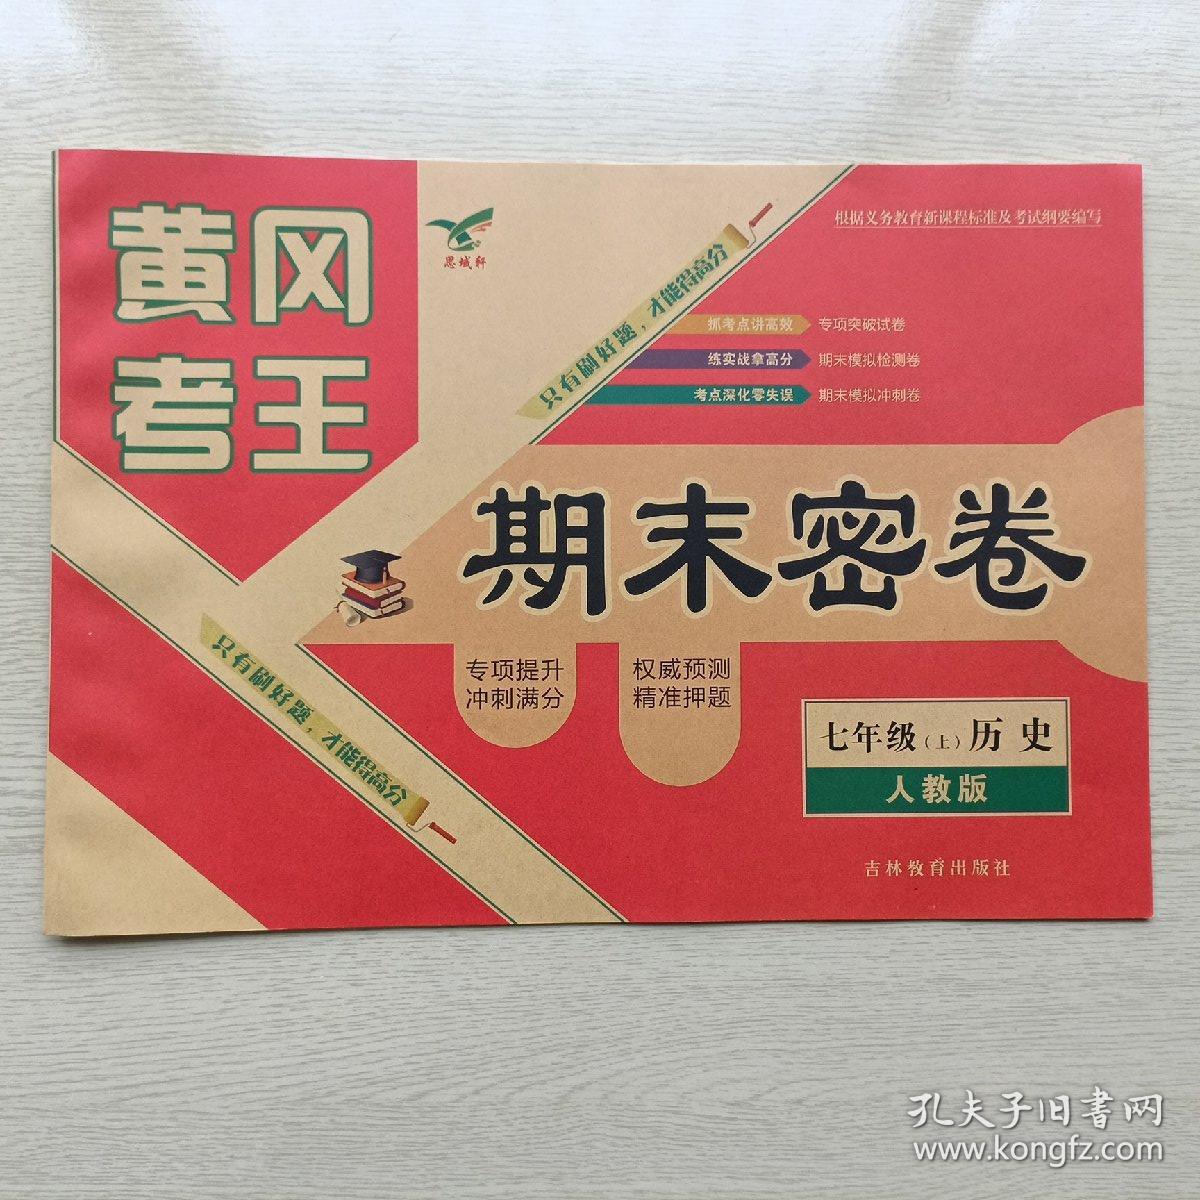 黄冈
考王
思域轩
根据义务教育新课程标准及考试纲要编写
只有刷好题，才能得高分
抓考点讲高效 专项突破试卷
练实战拿高分 期末模拟检测卷
考点深化零失误 期末模拟冲刺卷
期末密卷
只有刷好题，才能得高分
专项提升
冲刺满分
权威预测
精准押题
七年级（上）历史
人教版
吉林教育出版社
孔夫子旧书网
www.kongfz.com